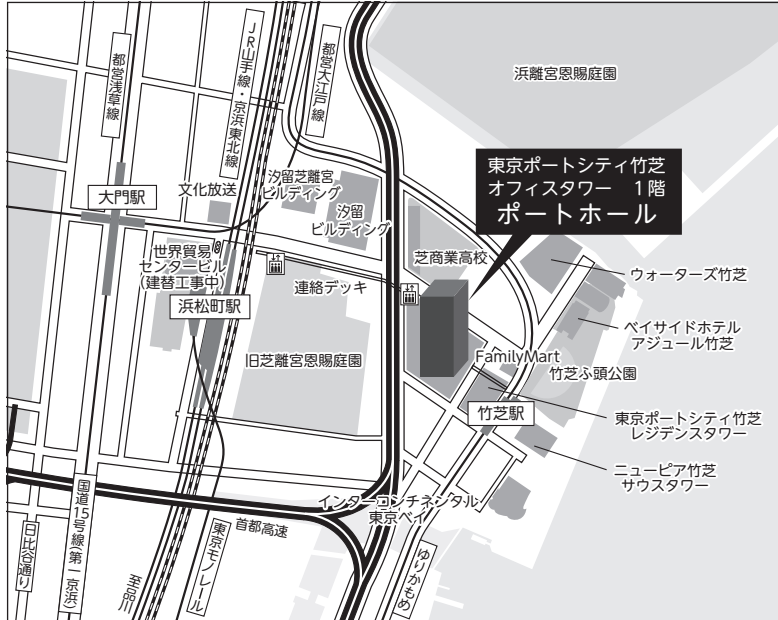 都営浅草線
JR山手線・京浜東北線
都営大江戸線
浜離宮恩賜庭園
東京ポートシティ竹芝
オフィスタワー　1階
ポートホール
大門駅
文化放送
汐留芝離宮
ビルディング
汐留
ビルディング
芝商業高校
世界貿易
センタービル
(建替工事中)
連絡デッキ
浜松町駅
ウォーターズ竹芝
ベイサイドホテル
アジュール竹芝
旧芝離宮恩賜庭園
FamilyMart
竹芝ふ頭公園
竹芝駅
東京ポートシティ竹芝
レジデンスタワー
ニューピア竹芝
サウスタワー
インターコンチネンタル
東京ベイ
首都高速
国道15号線(第一京浜)
日比谷通り
至品川
東京モノレール
ゆりかもめ